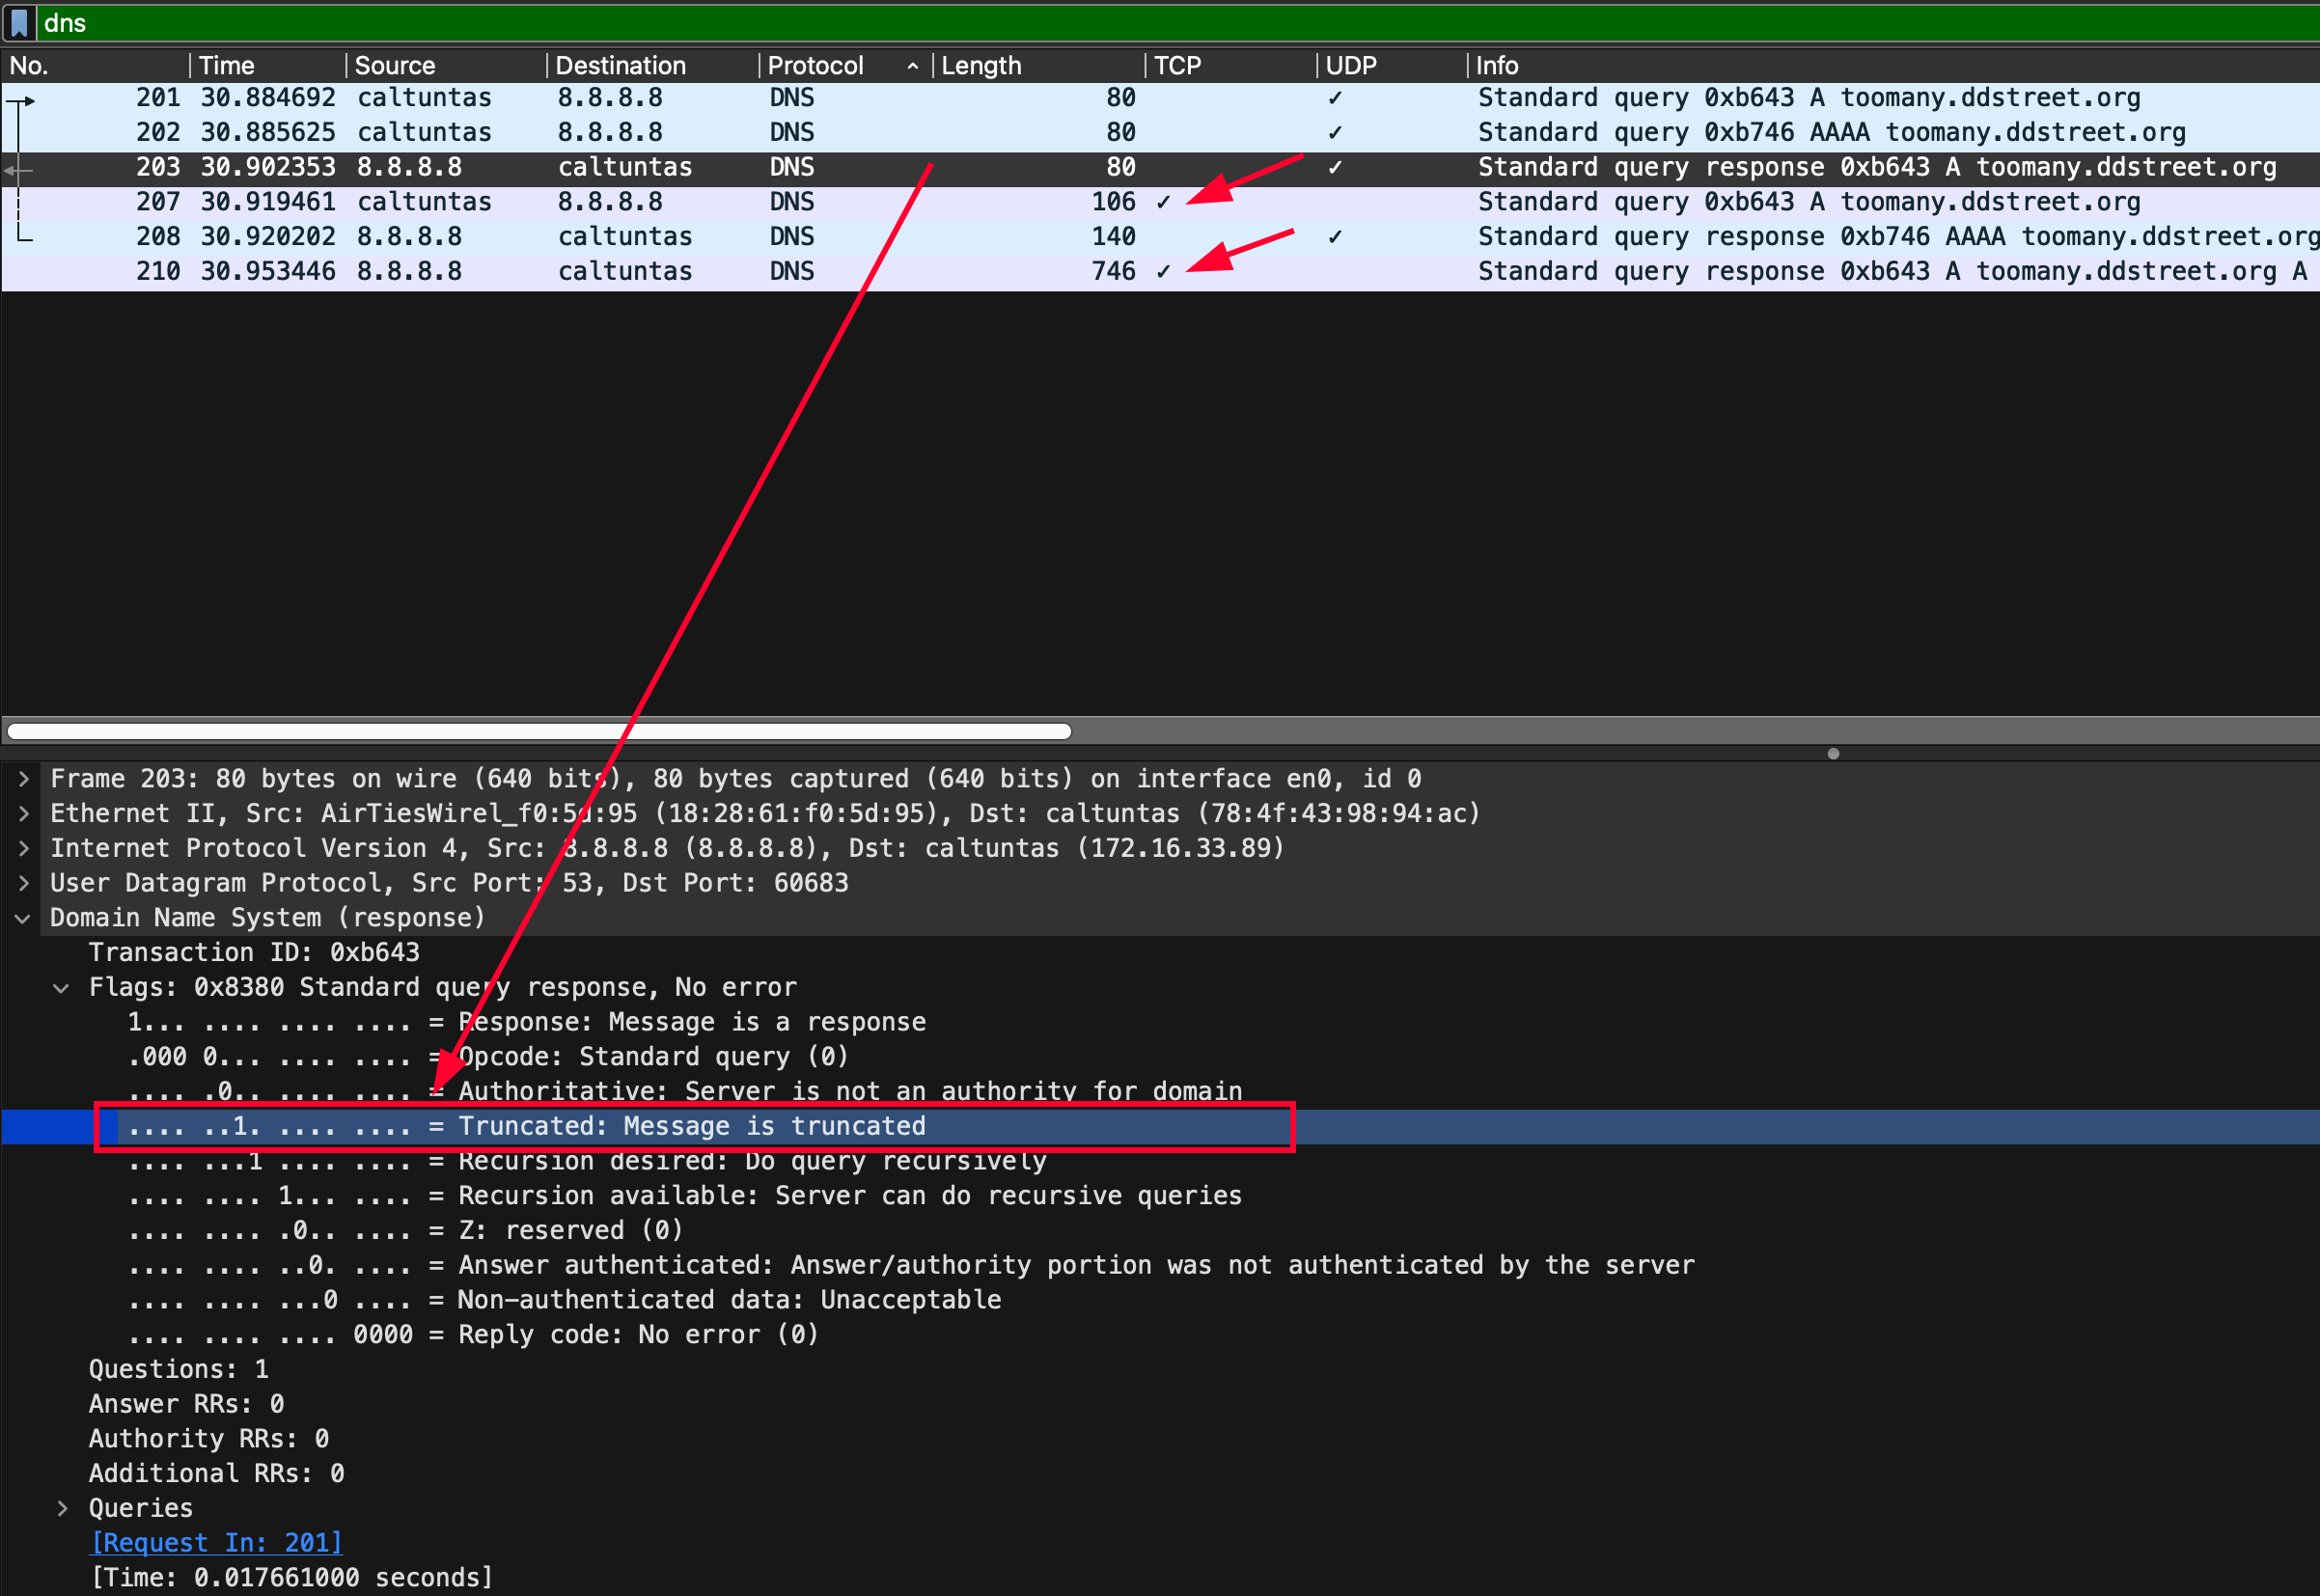 dns
No. Time Source Destination Protocol Length TCP UDP Info
201 30.884692 caltuntas 8.8.8.8 DNS 80 ✓ Standard query 0xb643 A toomany.ddstreet.org
202 30.885625 caltuntas 8.8.8.8 DNS 80 ✓ Standard query 0xb746 AAAA toomany.ddstreet.org
203 30.902353 8.8.8.8 caltuntas DNS 80 ✓ Standard query response 0xb643 A toomany.ddstreet.org
207 30.919461 caltuntas 8.8.8.8 DNS 106 ✓ Standard query 0xb643 A toomany.ddstreet.org
208 30.920202 8.8.8.8 caltuntas DNS 140 ✓ Standard query response 0xb746 AAAA toomany.ddstreet.org
210 30.953446 8.8.8.8 caltuntas DNS 746 ✓ Standard query response 0xb643 A toomany.ddstreet.org A
Frame 203: 80 bytes on wire (640 bits), 80 bytes captured (640 bits) on interface en0, id 0
Ethernet II, Src: AirTiesWirel_f0:5d:95 (18:28:61:f0:5d:95), Dst: caltuntas (78:4f:43:98:94:ac)
Internet Protocol Version 4, Src: 8.8.8.8 (8.8.8.8), Dst: caltuntas (172.16.33.89)
User Datagram Protocol, Src Port: 53, Dst Port: 60683
Domain Name System (response)
Transaction ID: 0xb643
Flags: 0x8380 Standard query response, No error
1... .... .... .... = Response: Message is a response
.000 0... .... .... = Opcode: Standard query (0)
.... .0.. .... .... = Authoritative: Server is not an authority for domain
.... ..1. .... .... = Truncated: Message is truncated
.... ...1 .... .... = Recursion desired: Do query recursively
.... .... 1... .... = Recursion available: Server can do recursive queries
.... .... .0.. .... = Z: reserved (0)
.... .... ..0. .... = Answer authenticated: Answer/authority portion was not authenticated by the server
.... .... ...0 .... = Non-authenticated data: Unacceptable
.... .... .... 0000 = Reply code: No error (0)
Questions: 1
Answer RRs: 0
Authority RRs: 0
Additional RRs: 0
Queries
[Request In: 201]
[Time: 0.017661000 seconds]